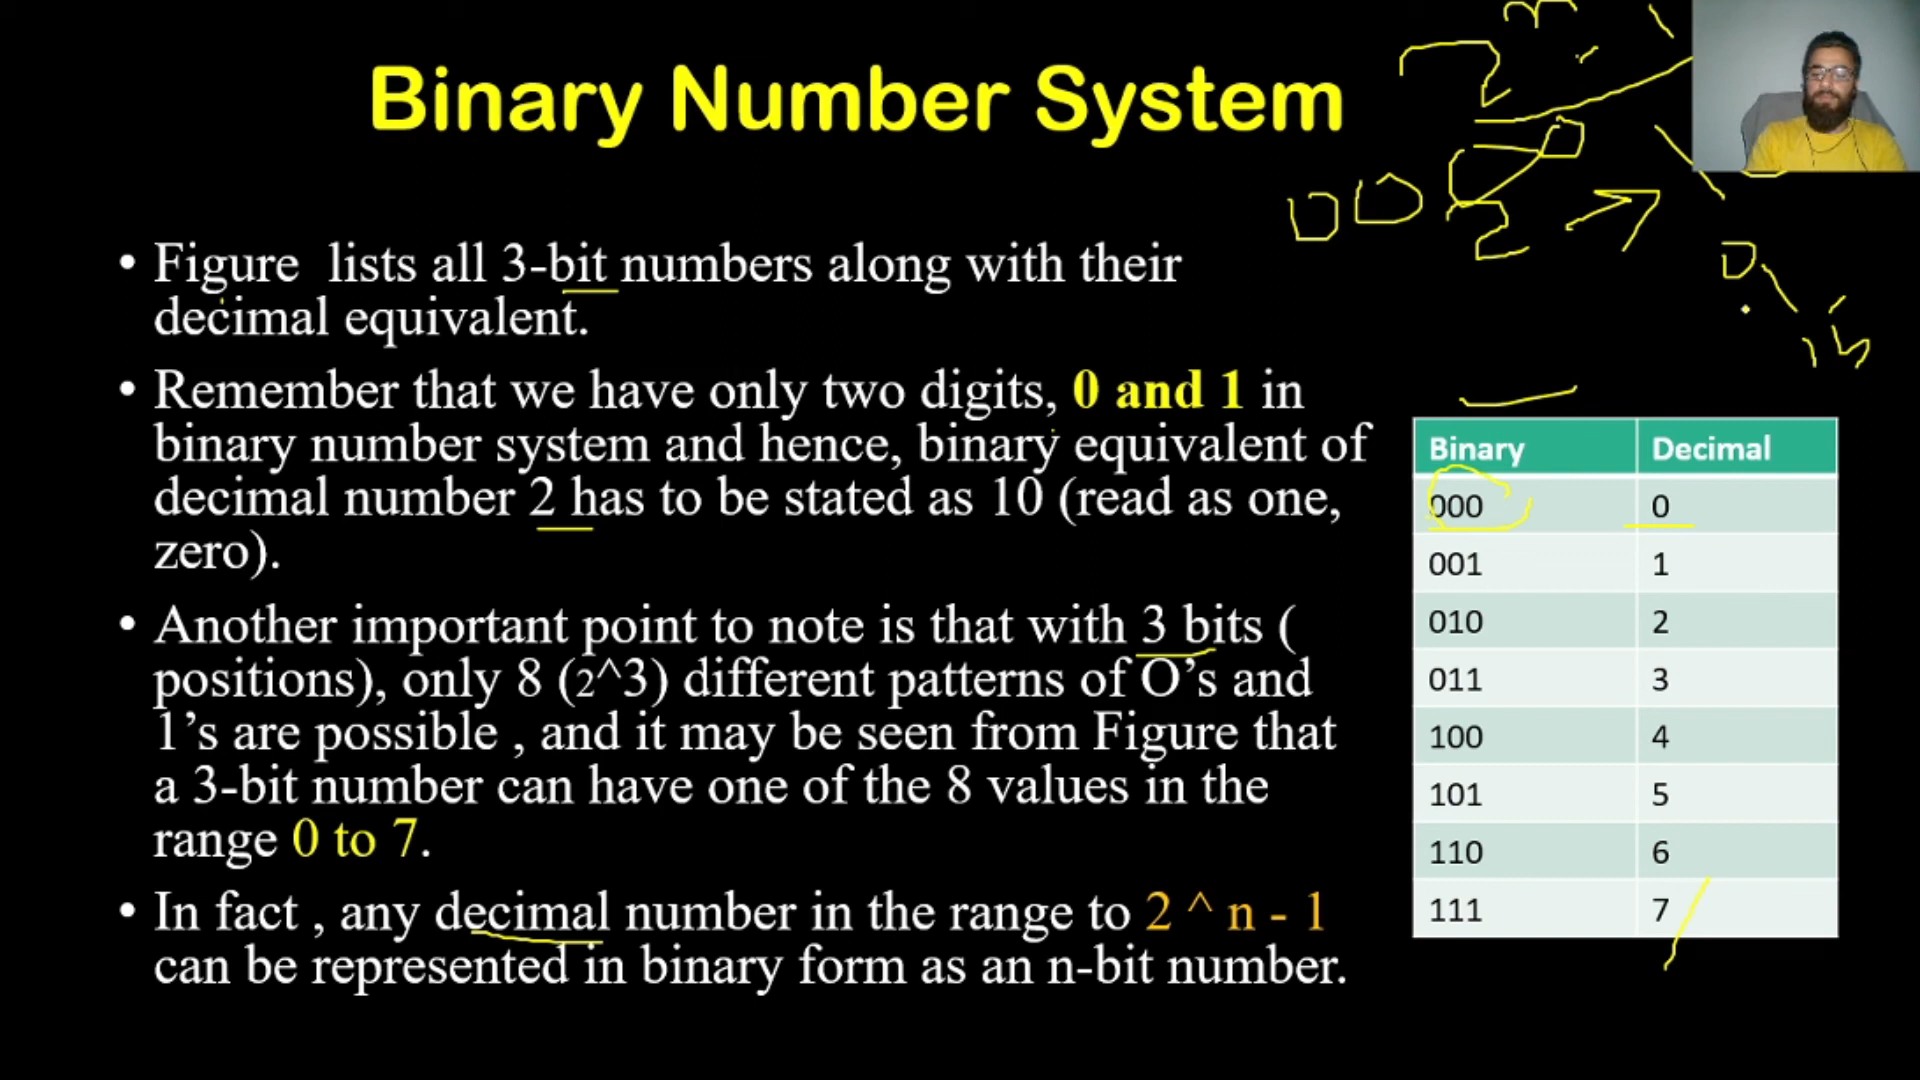 Binary Number System
• Figure lists all 3-bit numbers along with their
decimal equivalent.
• Remember that we have only two digits, 0 and 1 in
binary number system and hence, binary equivalent of
decimal number 2 has to be stated as 10 (read as one,
zero).
• Another important point to note is that with 3 bits (
positions), only 8 (2^3) different patterns of O’s and
1’s are possible , and it may be seen from Figure that
a 3-bit number can have one of the 8 values in the
range 0 to 7.
• In fact , any decimal number in the range to 2 ^ n - 1
can be represented in binary form as an n-bit number.
Binary Decimal
000 0
001 1
010 2
011 3
100 4
101 5
110 6
111 7